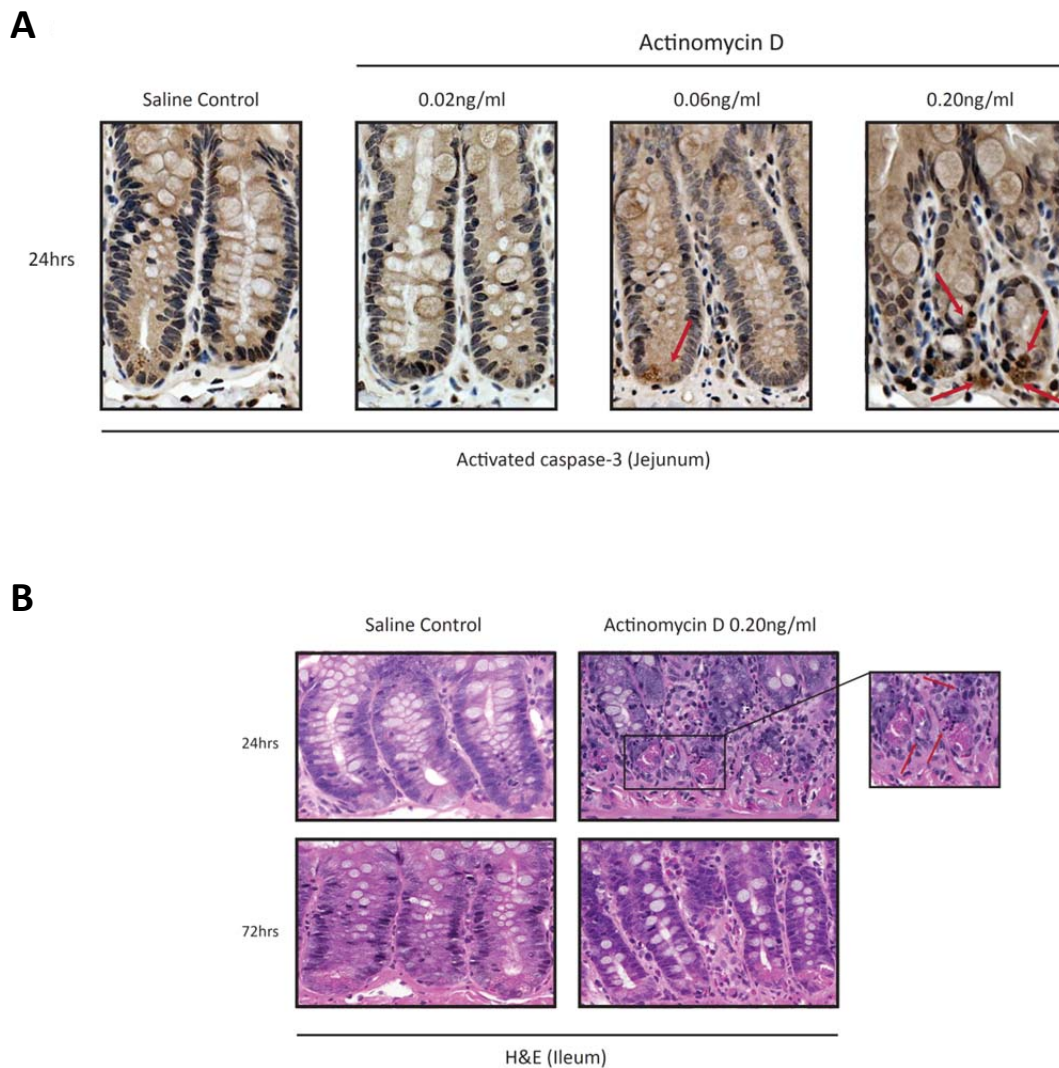 A
Actinomycin D
Saline Control
0.02ng/ml
0.06ng/ml
0.20ng/ml
24hrs
Activated caspase-3 (Jejunum)
B
Saline Control
Actinomycin D 0.20ng/ml
24hrs
72hrs
H&E (Ileum)